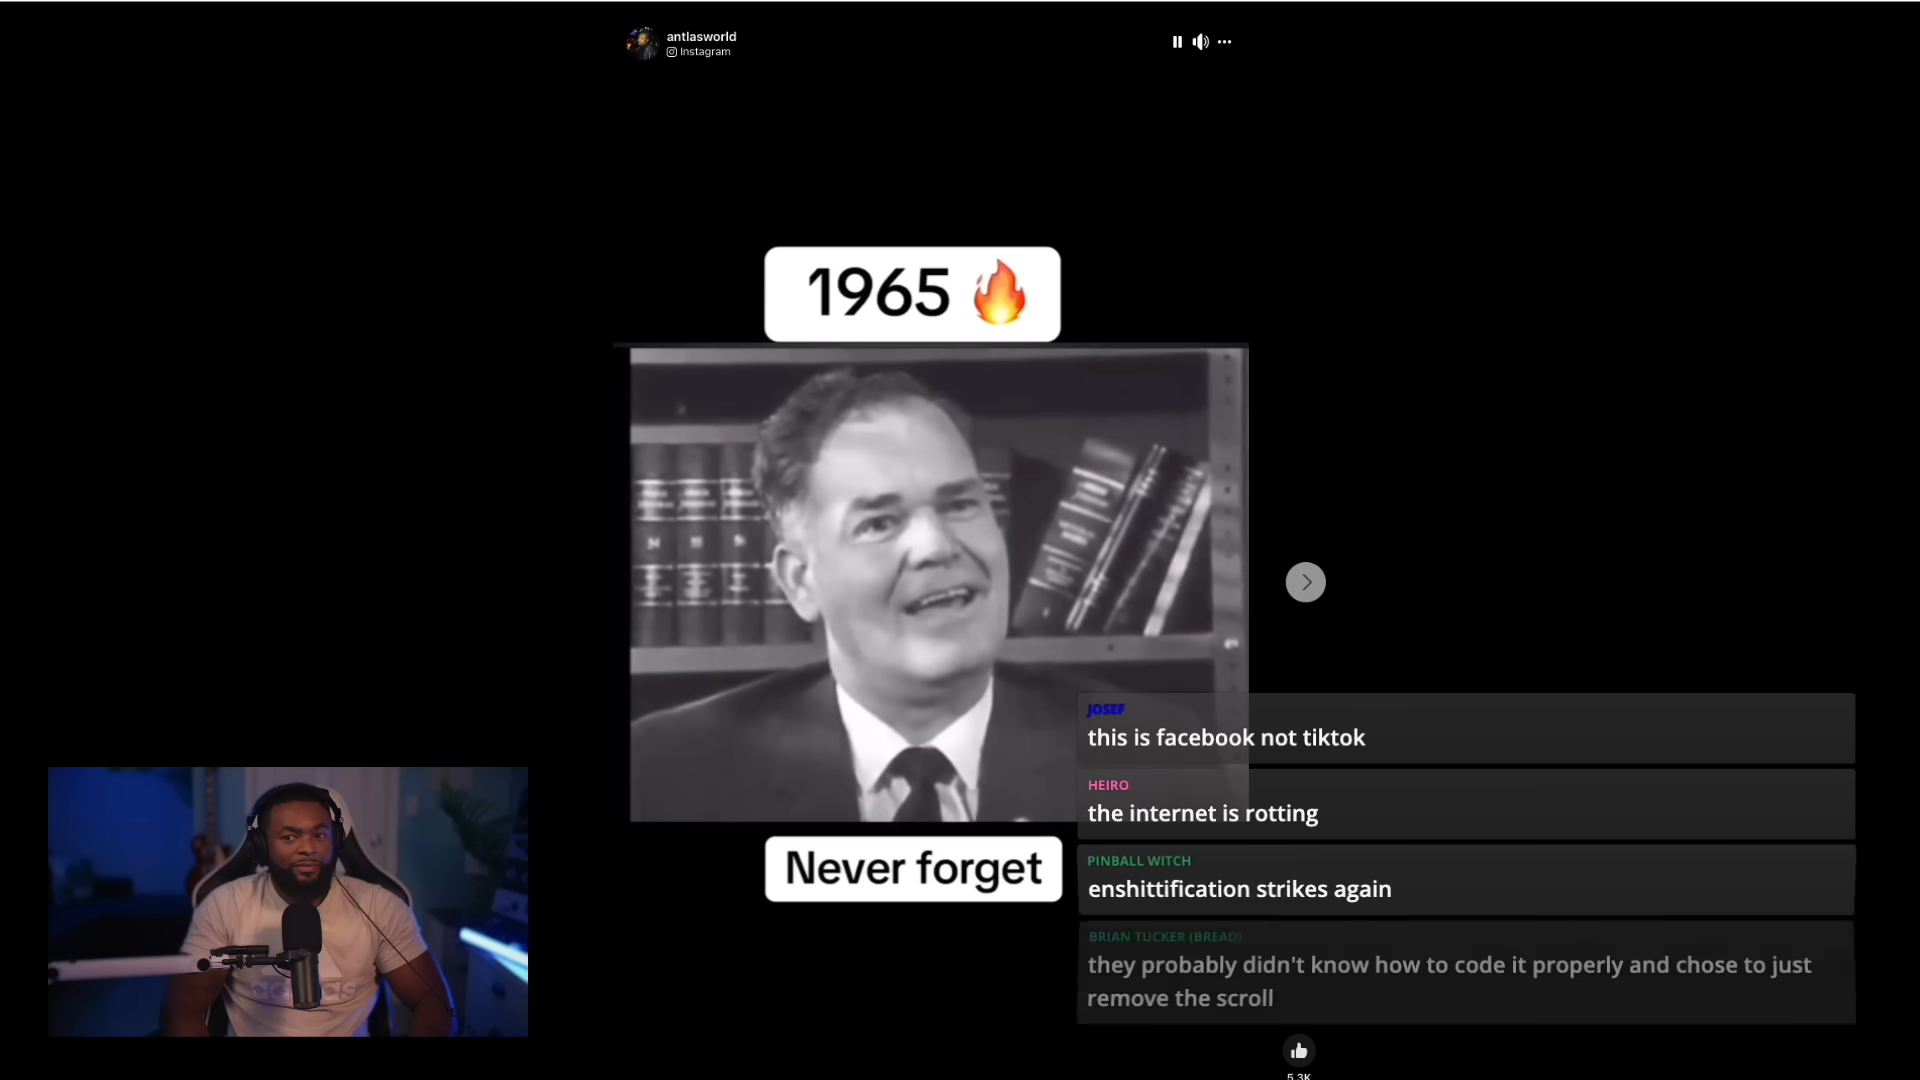 antlasworld
Instagram
1965 🔥
Never forget
JOSEF
this is facebook not tiktok
HEIRO
the internet is rotting
PINBALL WITCH
enshittification strikes again
BRIAN TUCKER (BREAD)
they probably didn't know how to code it properly and chose to just
remove the scroll
5.3K